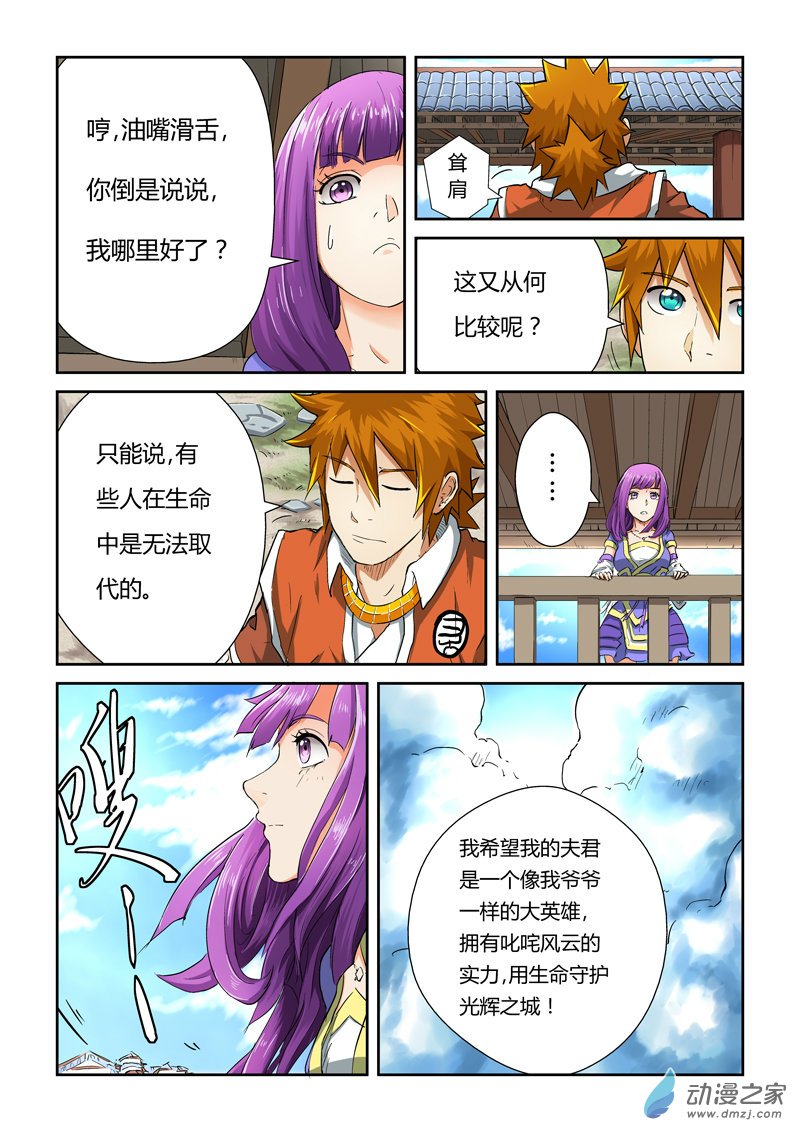 哼，油嘴滑舌，
你倒是说说，
我哪里好了？
耸
肩
这又从何
比较呢？
只能说，有
些人在生命
中是无法取
代的。
……
嗖——
我希望我的夫君
是一个像我爷爷
一样的大英雄，
拥有叱咤风云的
实力，用生命守护
光辉之城！
动漫之家
www.dmzj.com